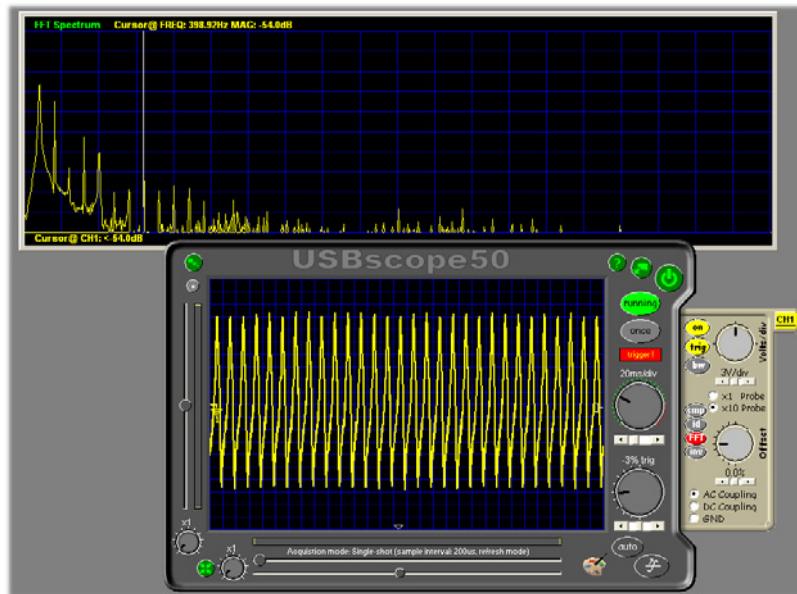 FFT Spectrum Cursor@ FREQ: 398.92Hz MAG: -54.0dB
Cursor@ CH1: <-54.0dB
USBscope50
?
running
once
trigger!
20ms/div
-3% trig
auto
x1
x1
Acquistion mode: Single-shot (sample interval: 200us, refresh mode)
CH1
on
trig
bw
Volts/div
3V/div
x1 Probe
x10 Probe
cmp
id
FFT
inv
Offset
0.0%
AC Coupling
DC Coupling
GND